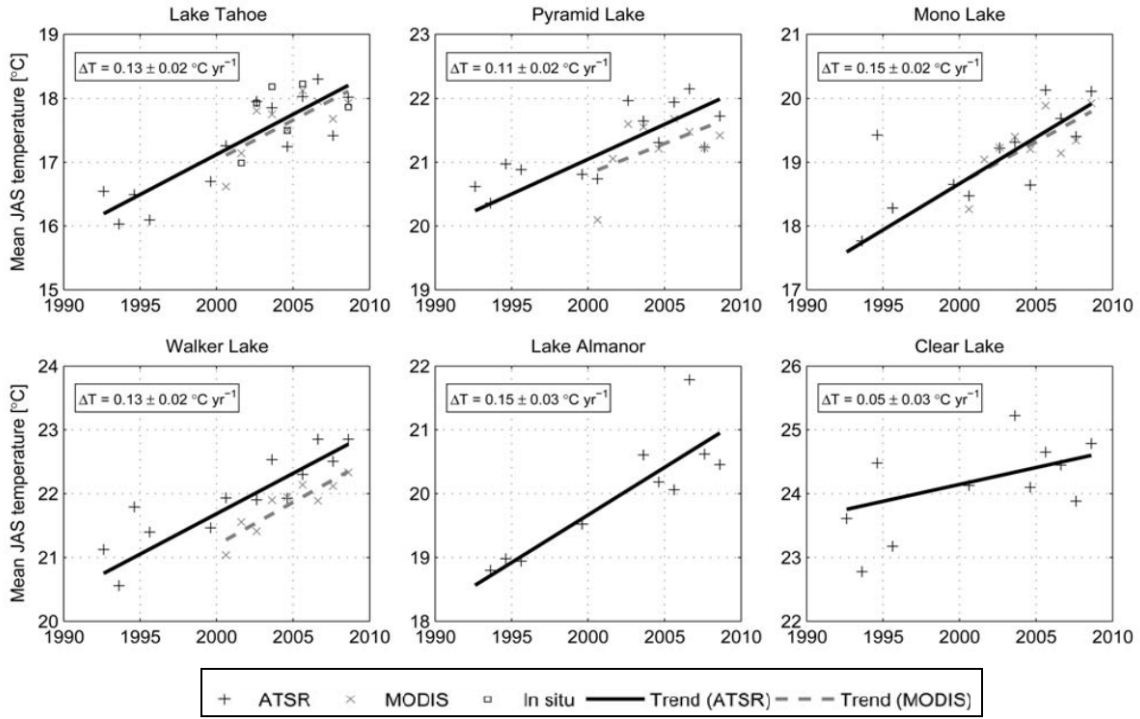 Lake Tahoe
Pyramid Lake
Mono Lake
Mean JAS temperature [°C]
19
18
17
16
15
ΔT = 0.13 ± 0.02 °C yr⁻¹
1990 1995 2000 2005 2010
23
22
21
20
19
ΔT = 0.11 ± 0.02 °C yr⁻¹
1990 1995 2000 2005 2010
21
20
19
18
17
ΔT = 0.15 ± 0.02 °C yr⁻¹
1990 1995 2000 2005 2010
Walker Lake
Lake Almanor
Clear Lake
Mean JAS temperature [°C]
24
23
22
21
20
ΔT = 0.13 ± 0.02 °C yr⁻¹
1990 1995 2000 2005 2010
22
21
20
19
18
ΔT = 0.15 ± 0.03 °C yr⁻¹
1990 1995 2000 2005 2010
26
25
24
23
22
ΔT = 0.05 ± 0.03 °C yr⁻¹
1990 1995 2000 2005 2010
ATSR MODIS In situ Trend (ATSR) Trend (MODIS)